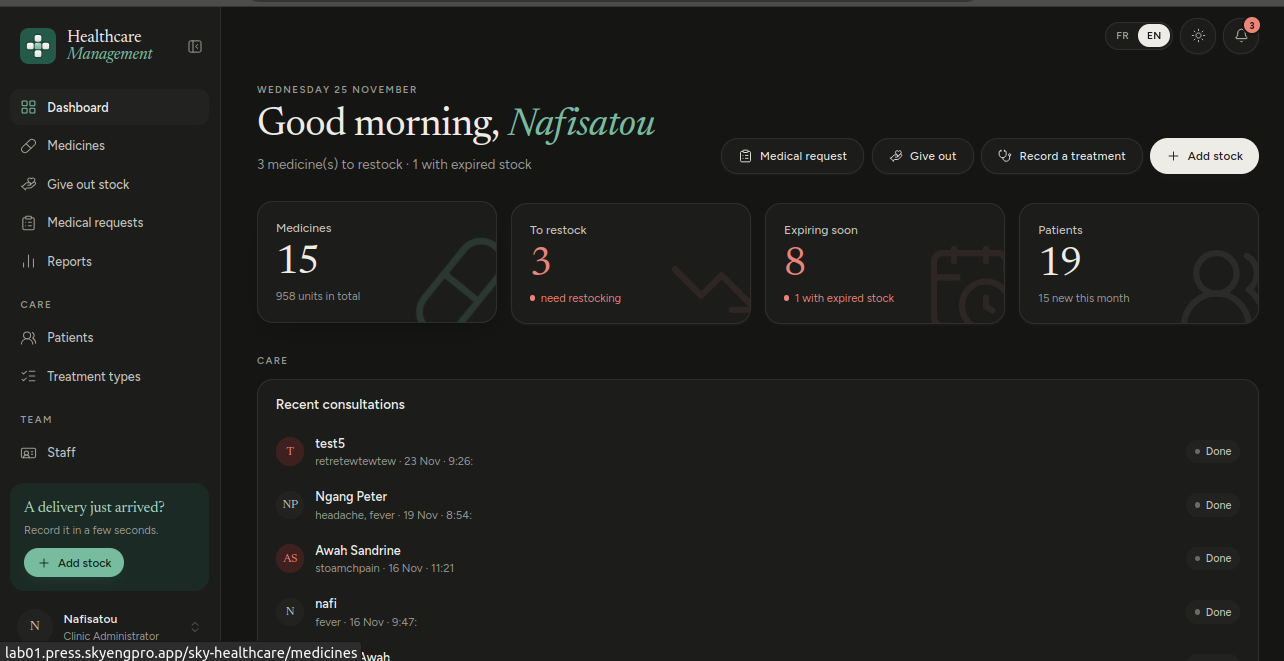 Healthcare
Management
Dashboard
Medicines
Give out stock
Medical requests
Reports
CARE
Patients
Treatment types
TEAM
Staff
A delivery just arrived?
Record it in a few seconds.
+ Add stock
N
Nafisatou
Clinic Administrator
lab01.press.skyengpro.app/sky-healthcare/medicines
FR EN
3
WEDNESDAY 25 NOVEMBER
Good morning, Nafisatou
3 medicine(s) to restock · 1 with expired stock
Medical request
Give out
Record a treatment
+ Add stock
Medicines
15
958 units in total
To restock
3
need restocking
Expiring soon
8
1 with expired stock
Patients
19
15 new this month
CARE
Recent consultations
T
test5
retretewtewtew · 23 Nov · 9:26:
Done
NP
Ngang Peter
headache, fever · 19 Nov · 8:54:
Done
AS
Awah Sandrine
stoamchpain · 16 Nov · 11:21
Done
N
nafi
fever · 16 Nov · 9:47:
Done
Awah